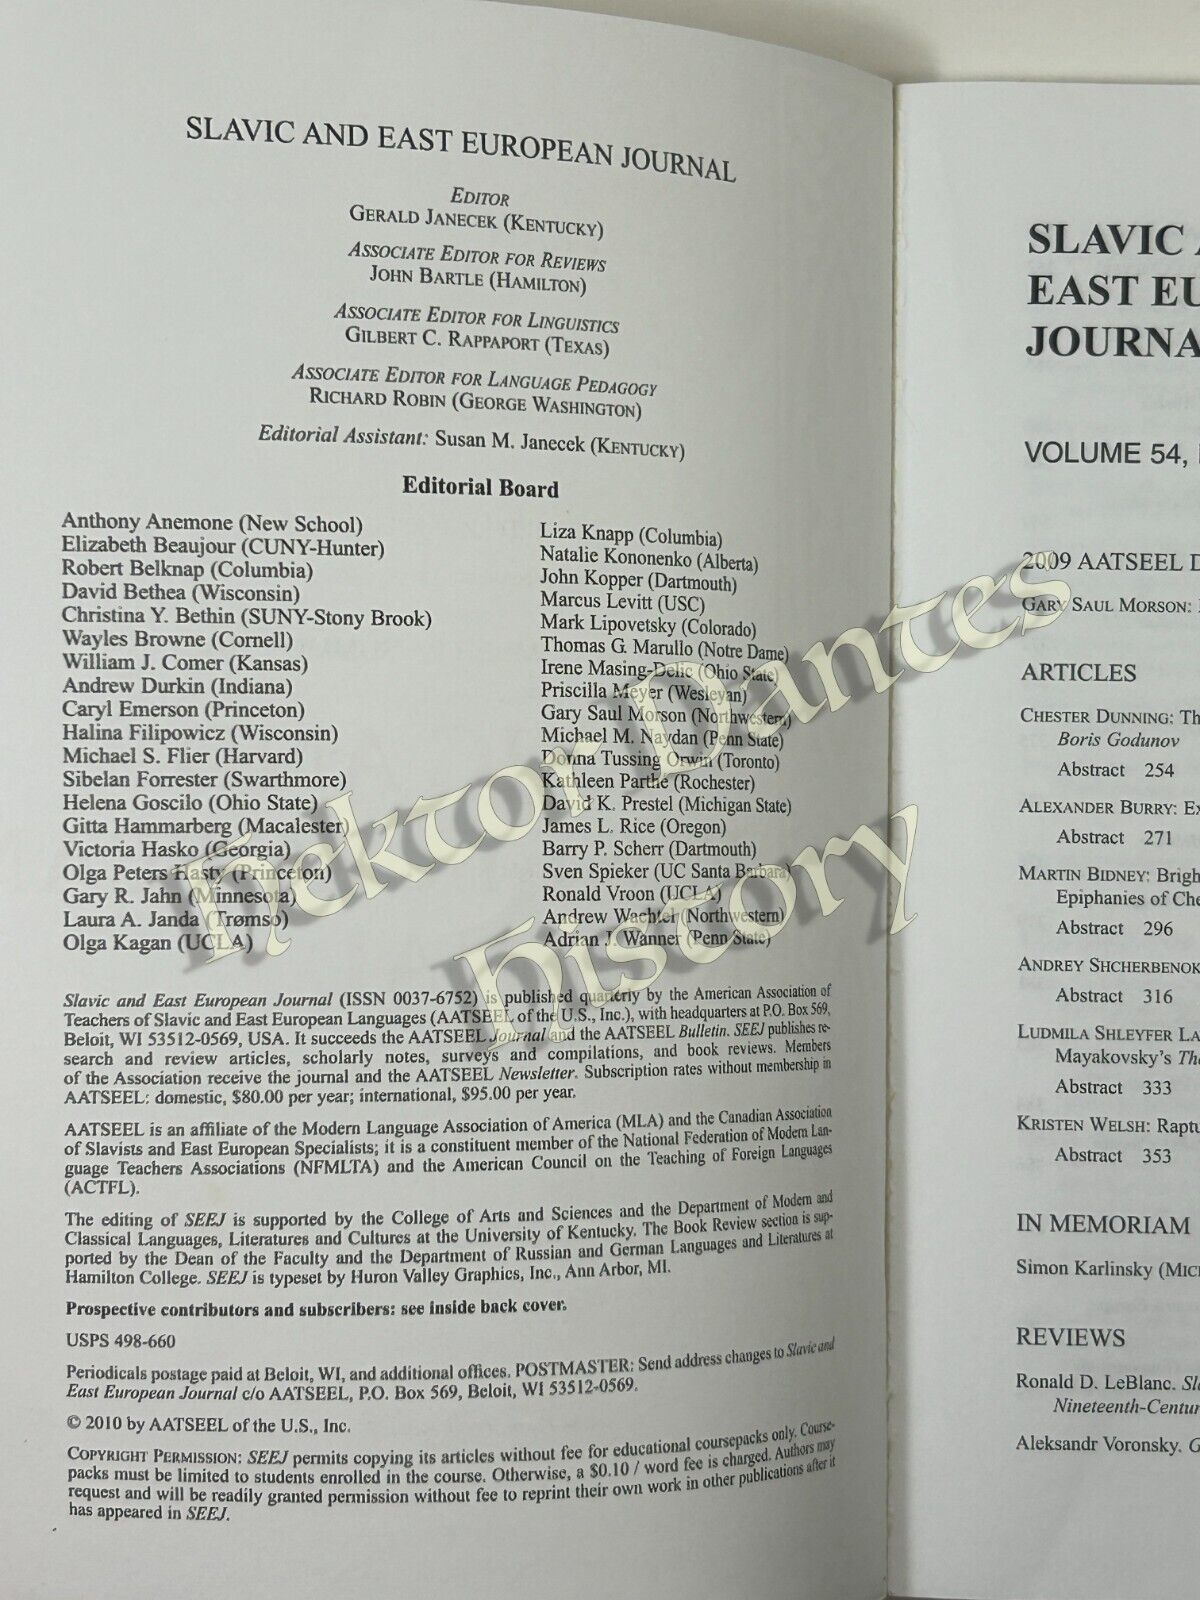 SLAVIC AND EAST EUROPEAN JOURNAL
EDITOR
GERALD JANECEK (KENTUCKY)
ASSOCIATE EDITOR FOR REVIEWS
JOHN BARTLE (HAMILTON)
ASSOCIATE EDITOR FOR LINGUISTICS
GILBERT C. RAPPAPORT (TEXAS)
ASSOCIATE EDITOR FOR LANGUAGE PEDAGOGY
RICHARD ROBIN (GEORGE WASHINGTON)
Editorial Assistant: Susan M. Janecek (KENTUCKY)
Editorial Board
Anthony Anemone (New School)
Elizabeth Beaujour (CUNY-Hunter)
Robert Belknap (Columbia)
David Bethea (Wisconsin)
Christina Y. Bethin (SUNY-Stony Brook)
Wayles Browne (Cornell)
William J. Comer (Kansas)
Andrew Durkin (Indiana)
Caryl Emerson (Princeton)
Halina Filipowicz (Wisconsin)
Michael S. Flier (Harvard)
Sibelan Forrester (Swarthmore)
Helena Goscilo (Ohio State)
Gitta Hammarberg (Macalester)
Victoria Hasko (Georgia)
Olga Peters Hasty (Princeton)
Gary R. Jahn (Minnesota)
Laura A. Janda (Trømso)
Olga Kagan (UCLA)
Liza Knapp (Columbia)
Natalie Kononenko (Alberta)
John Kopper (Dartmouth)
Marcus Levitt (USC)
Mark Lipovetsky (Colorado)
Thomas G. Marullo (Notre Dame)
Irene Masing-Delic (Ohio State)
Priscilla Meyer (Wesleyan)
Gary Saul Morson (Northwestern)
Michael M. Naydan (Penn State)
Donna Tussing Orwin (Toronto)
Kathleen Parthe (Rochester)
David K. Prestel (Michigan State)
James L. Rice (Oregon)
Barry P. Scherr (Dartmouth)
Sven Spieker (UC Santa Barbara)
Ronald Vroon (UCLA)
Andrew Wachtel (Northwestern)
Adrian J. Wanner (Penn State)
Slavic and East European Journal (ISSN 0037-6752) is published quarterly by the American Association of
Teachers of Slavic and East European Languages (AATSEEL of the U.S., Inc.), with headquarters at P.O. Box 569,
Beloit, WI 53512-0569, USA. It succeeds the AATSEEL Journal and the AATSEEL Bulletin. SEEJ publishes re-
search and review articles, scholarly notes, surveys and compilations, and book reviews. Members
of the Association receive the journal and the AATSEEL Newsletter. Subscription rates without membership in
AATSEEL: domestic, $80.00 per year; international, $95.00 per year.
AATSEEL is an affiliate of the Modern Language Association of America (MLA) and the Canadian Association
of Slavists and East European Specialists; it is a constituent member of the National Federation of Modern Lan-
guage Teachers Associations (NFMLTA) and the American Council on the Teaching of Foreign Languages
(ACTFL).
The editing of SEEJ is supported by the College of Arts and Sciences and the Department of Modern and
Classical Languages, Literatures and Cultures at the University of Kentucky. The Book Review section is sup-
ported by the Dean of the Faculty and the Department of Russian and German Languages and Literatures at
Hamilton College. SEEJ is typeset by Huron Valley Graphics, Inc., Ann Arbor, MI.
Prospective contributors and subscribers: see inside back cover.
USPS 498-660
Periodicals postage paid at Beloit, WI, and additional offices. POSTMASTER: Send address changes to Slavic and
East European Journal c/o AATSEEL, P.O. Box 569, Beloit, WI 53512-0569.
© 2010 by AATSEEL of the U.S., Inc.
COPYRIGHT PERMISSION: SEEJ permits copying its articles without fee for educational coursepacks only. Course-
packs must be limited to students enrolled in the course. Otherwise, a $0.10 / word fee is charged. Authors may
request and will be readily granted permission without fee to reprint their own work in other publications after it
has appeared in SEEJ.
SLAVIC
EAST EU
JOURNA
VOLUME 54,
2009 AATSEEL D
GARY SAUL MORSON:
ARTICLES
CHESTER DUNNING: Th
Boris Godunov
Abstract 254
ALEXANDER BURRY: Ex
Abstract 271
MARTIN BIDNEY: Brigh
Epiphanies of Che
Abstract 296
ANDREY SHCHERBENOK
Abstract 316
LUDMILA SHLEYFER LA
Mayakovsky's The
Abstract 333
KRISTEN WELSH: Raptu
Abstract 353
IN MEMORIAM
Simon Karlinsky (MIC
REVIEWS
Ronald D. LeBlanc. Sla
Nineteenth-Centur
Aleksandr Voronsky. G
Hektor Dantes
History